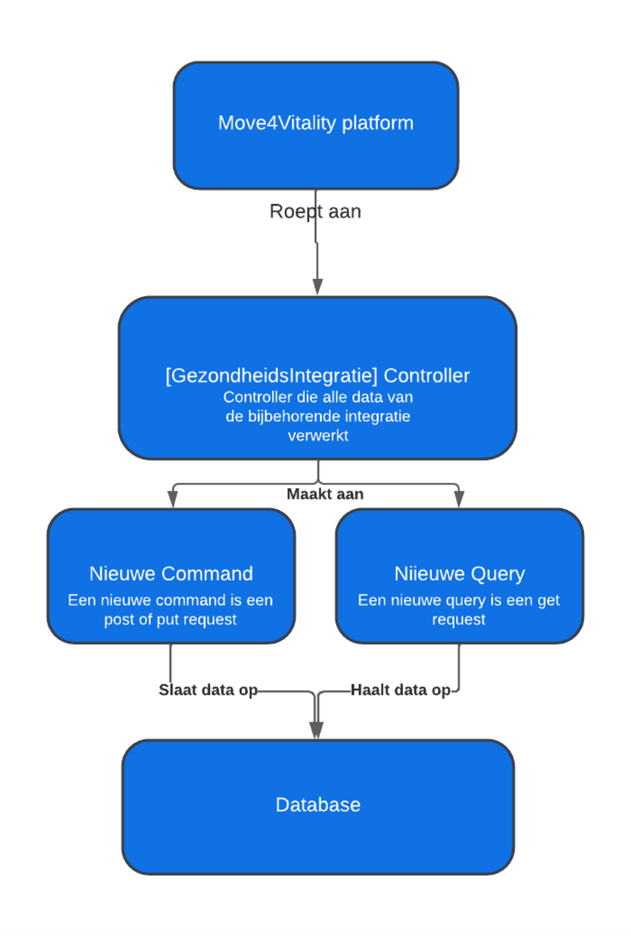 Move4Vitality platform
Roept aan
[GezondheidsIntegratie] Controller
Controller die alle data van
de bijbehorende integratie
verwerkt
Maakt aan
Nieuwe Command
Een nieuwe command is een
post of put request
Niieuwe Query
Een nieuwe query is een get
request
Slaat data op
Haalt data op
Database